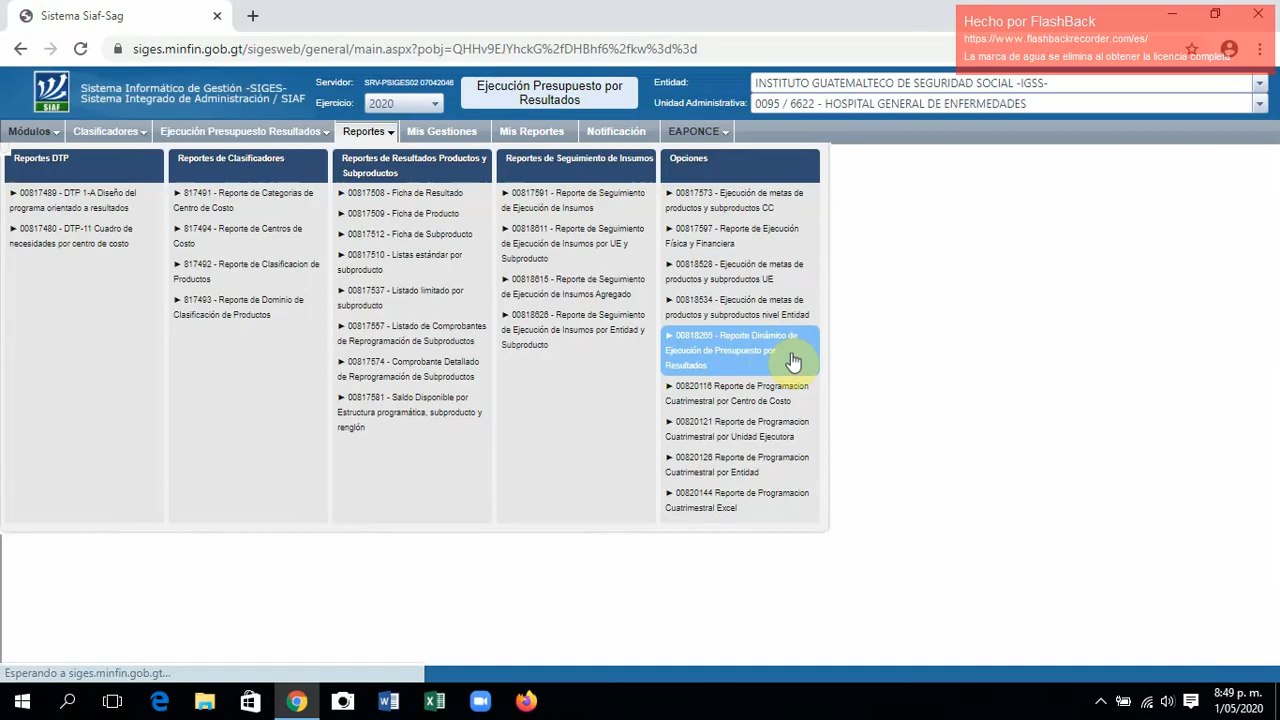 Sistema Siaf-Sag
Hecho por FlashBack
https://www.flashbackrecorder.com/es/
La marca de agua se elimina al obtener la licencia completa
siges.minfin.gob.gt/sigesweb/general/main.aspx?pobj=QHHv9EJYhckG%2fDHBhf6%2fkw%3d%3d
SIAF
Sistema Informático de Gestión -SIGES-
Sistema Integrado de Administración / SIAF
Servidor: SRV-PSIGES02 07042046
Ejercicio: 2020
Ejecución Presupuesto por
Resultados
Entidad: INSTITUTO GUATEMALTECO DE SEGURIDAD SOCIAL -IGSS-
Unidad Administrativa: 0095 / 6622 - HOSPITAL GENERAL DE ENFERMEDADES
Módulos Clasificadores Ejecución Presupuesto Resultados Reportes Mis Gestiones Mis Reportes Notificación EAPONCE
Reportes DTP
► 00817489 - DTP 1-A Diseño del
programa orientado a resultados
► 00817480 - DTP-11 Cuadro de
necesidades por centro de costo
Reportes de Clasificadores
► 817491 - Reporte de Categorias de
Centro de Costo
► 817494 - Reporte de Centros de
Costo
► 817492 - Reporte de Clasificacion de
Productos
► 817493 - Reporte de Dominio de
Clasificación de Productos
Reportes de Resultados Productos y
Subproductos
► 00817508 - Ficha de Resultado
► 00817509 - Ficha de Producto
► 00817512 - Ficha de Subproducto
► 00817510 - Listas estándar por
subproducto
► 00817537 - Listado limitado por
subproducto
► 00817557 - Listado de Comprobantes
de Reprogramación de Subproductos
► 00817574 - Comprobante Detallado
de Reprogramación de Subproductos
► 00817581 - Saldo Disponible por
Estructura programática, subproducto y
renglón
Reportes de Seguimiento de Insumos
► 00817591 - Reporte de Seguimiento
de Ejecución de Insumos
► 00818611 - Reporte de Seguimiento
de Ejecución de Insumos por UE y
Subproducto
► 00818615 - Reporte de Seguimiento
de Ejecución de Insumos Agregado
► 00818626 - Reporte de Seguimiento
de Ejecución de Insumos por Entidad y
Subproducto
Opciones
► 00817573 - Ejecución de metas de
productos y subproductos CC
► 00817597 - Reporte de Ejecución
Física y Financiera
► 00818528 - Ejecución de metas de
productos y subproductos UE
► 00818534 - Ejecución de metas de
productos y subproductos nivel Entidad
► 00818265 - Reporte Dinámico de
Ejecución de Presupuesto por
Resultados
► 00820116 Reporte de Programacion
Cuatrimestral por Centro de Costo
► 00820121 Reporte de Programacion
Cuatrimestral por Unidad Ejecutora
► 00820126 Reporte de Programacion
Cuatrimestral por Entidad
► 00820144 Reporte de Programacion
Cuatrimestral Excel
Esperando a siges.minfin.gob.gt...
8:49 p. m.
1/05/2020